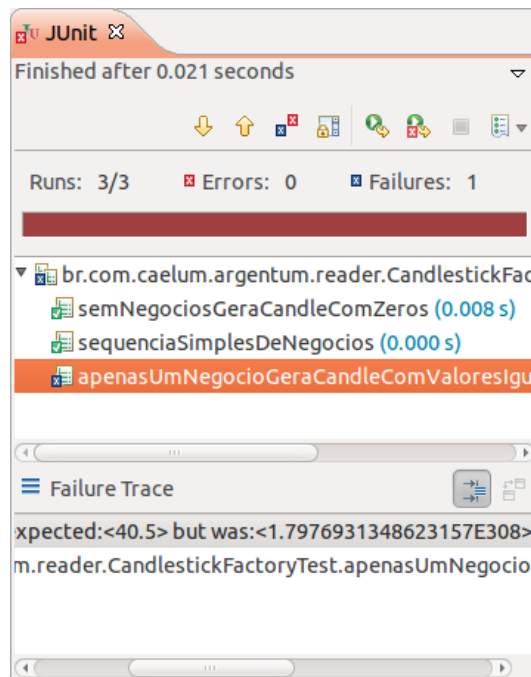 JUnit
Finished after 0.021 seconds
Runs: 3/3 Errors: 0 Failures: 1
br.com.caelum.argentum.reader.CandlestickFac
semNegociosGeraCandleComZeros (0.008 s)
sequenciaSimplesDeNegocios (0.000 s)
apenasUmNegocioGeraCandleComValoresIgu
Failure Trace
xpected:<40.5> but was:<1.7976931348623157E308>
m.reader.CandlestickFactoryTest.apenasUmNegocio